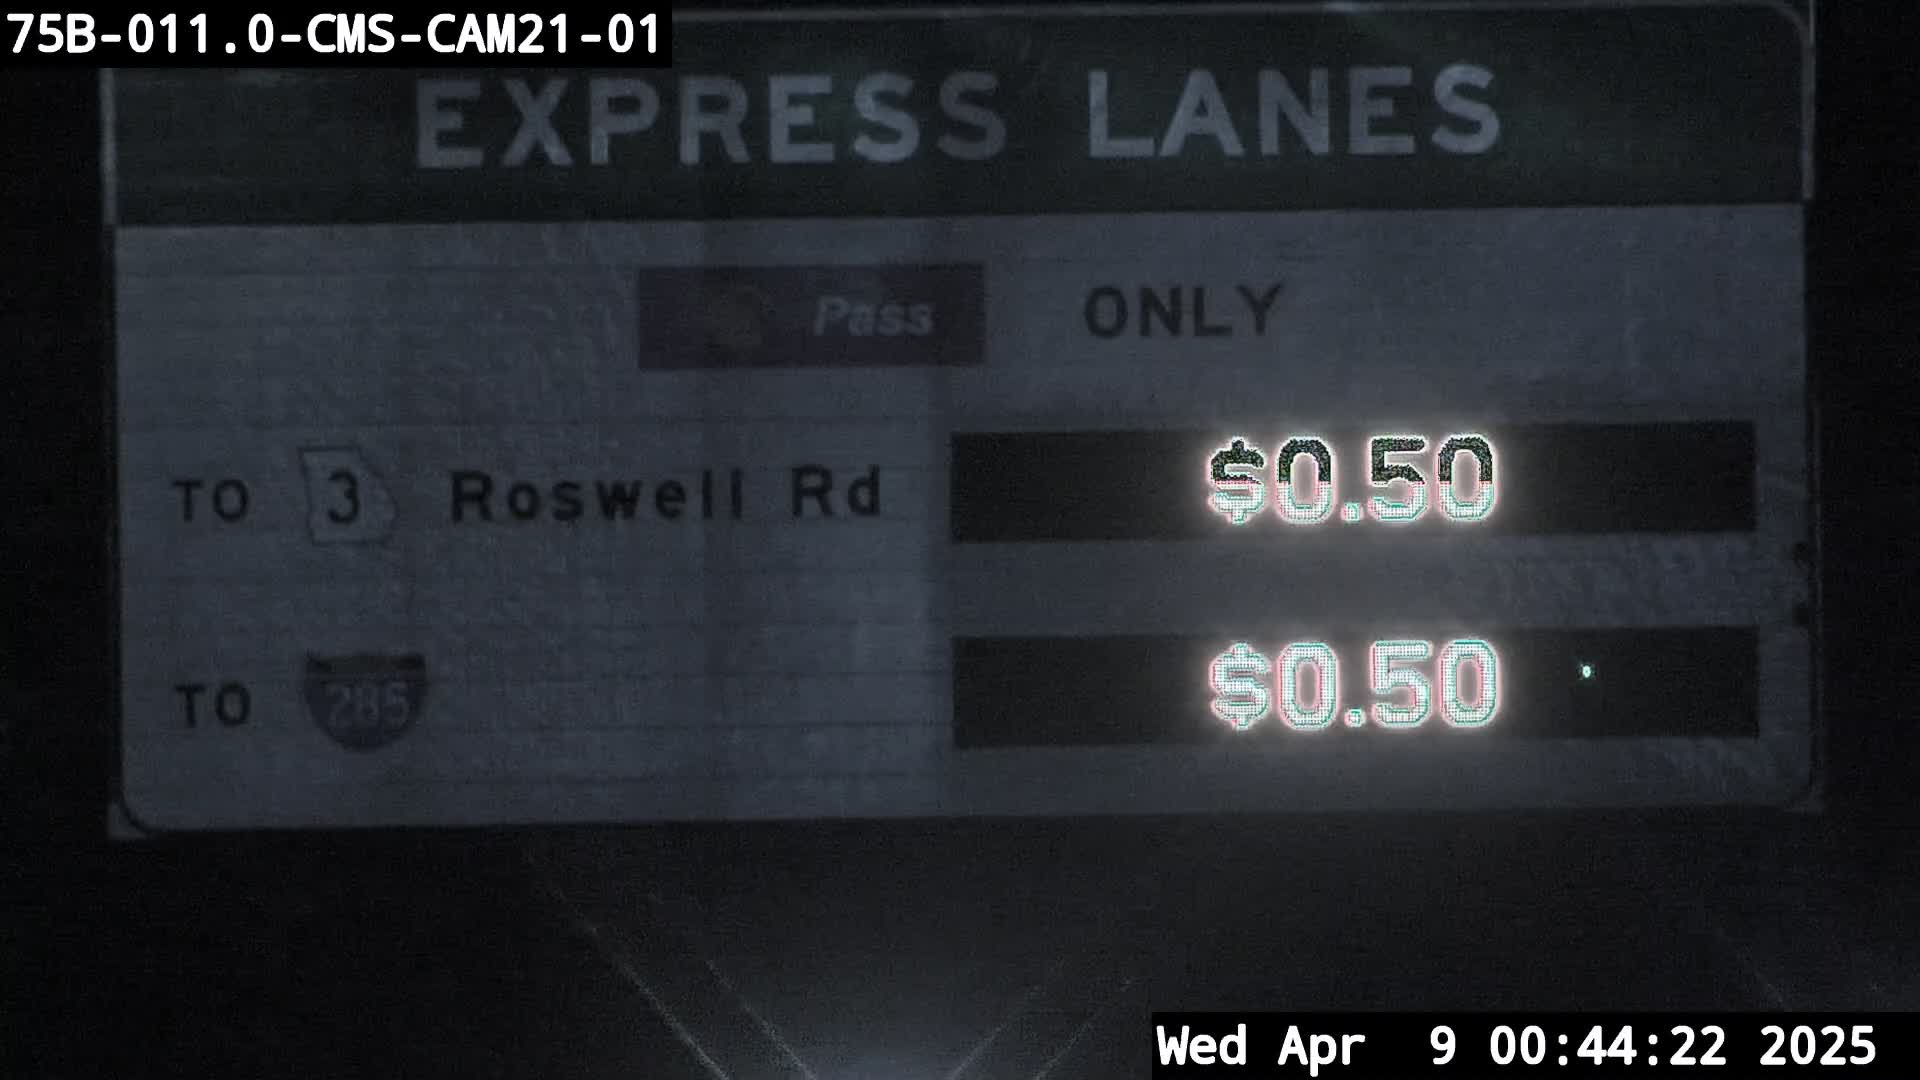 75B-011.0-CMS-CAM21-01
EXPRESS LANES
Pass ONLY
TO 3 Roswell Rd $0.50
TO 285 $0.50
Wed Apr 9 00:44:22 2025